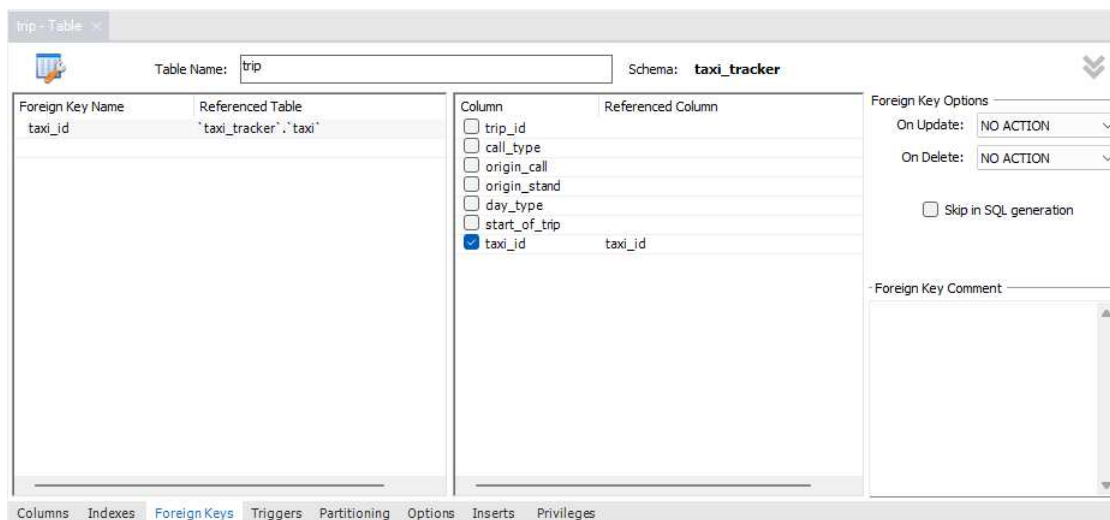 trip - Table ×
Table Name: trip Schema: taxi_tracker
Foreign Key Name Referenced Table
taxi_id `taxi_tracker`.`taxi`
Column Referenced Column
trip_id
call_type
origin_call
origin_stand
day_type
start_of_trip
taxi_id taxi_id
Foreign Key Options
On Update: NO ACTION
On Delete: NO ACTION
Skip in SQL generation
Foreign Key Comment
Columns Indexes Foreign Keys Triggers Partitioning Options Inserts Privileges